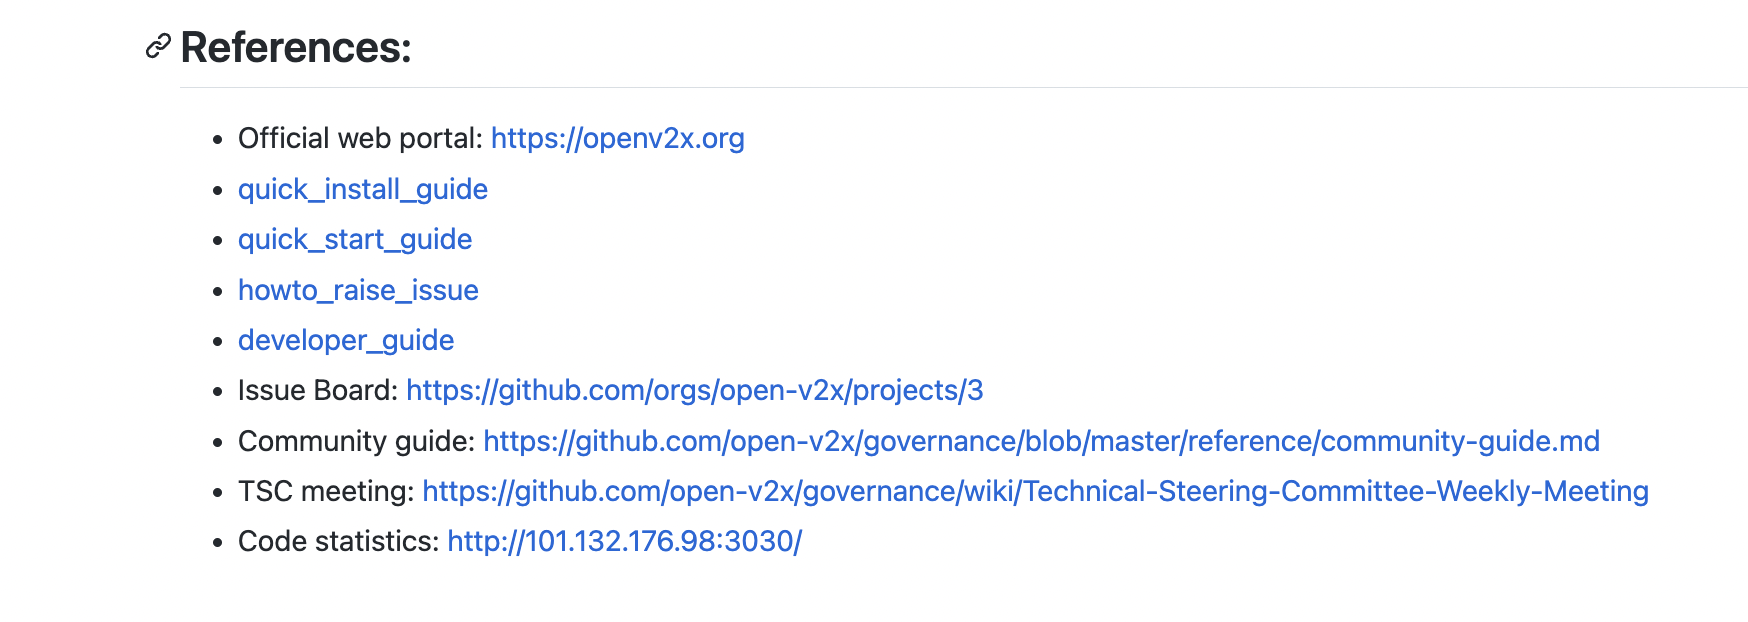 References:
Official web portal: https://openv2x.org
quick_install_guide
quick_start_guide
howto_raise_issue
developer_guide
Issue Board: https://github.com/orgs/open-v2x/projects/3
Community guide: https://github.com/open-v2x/governance/blob/master/reference/community-guide.md
TSC meeting: https://github.com/open-v2x/governance/wiki/Technical-Steering-Committee-Weekly-Meeting
Code statistics: http://101.132.176.98:3030/